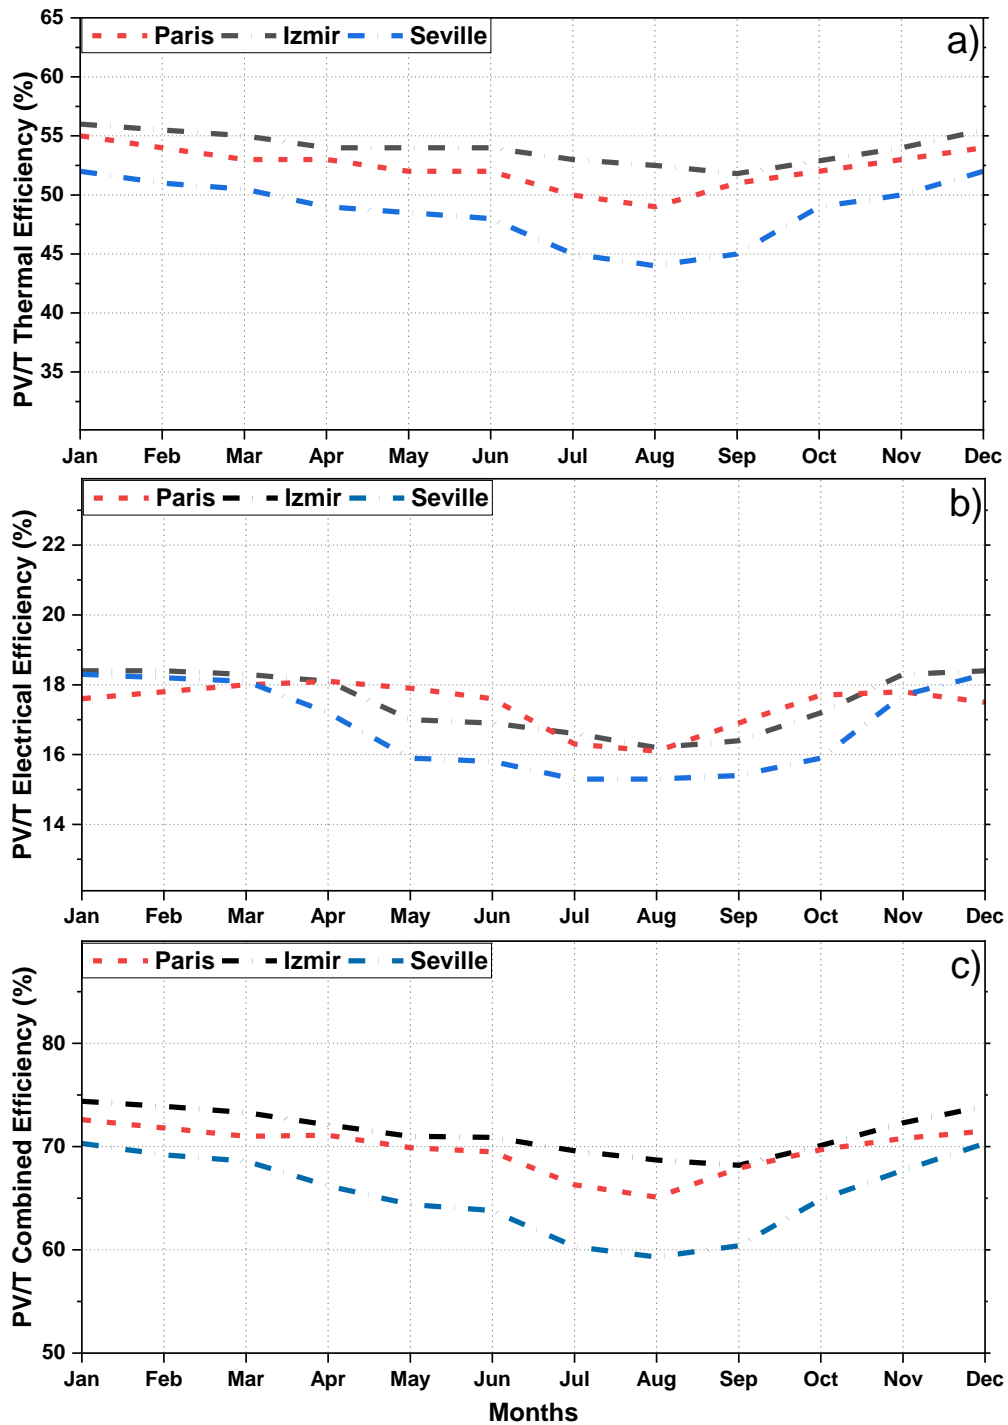 a)
Paris Izmir Seville
PV/T Thermal Efficiency (%)
65
60
55
50
45
40
35
Jan Feb Mar Apr May Jun Jul Aug Sep Oct Nov Dec
b)
Paris Izmir Seville
PV/T Electrical Efficiency (%)
22
20
18
16
14
Jan Feb Mar Apr May Jun Jul Aug Sep Oct Nov Dec
c)
Paris Izmir Seville
PV/T Combined Efficiency (%)
80
70
60
50
Jan Feb Mar Apr May Jun Jul Aug Sep Oct Nov Dec
Months